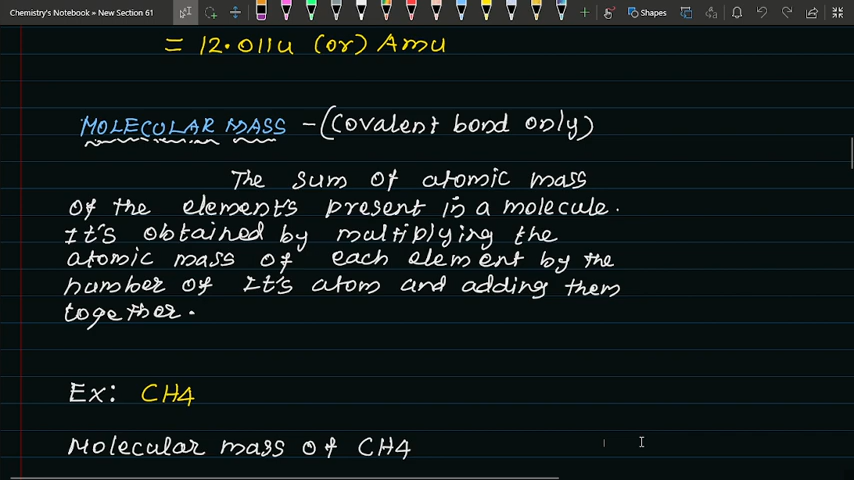 Chemistry's Notebook » New Section 61
Shapes
= 12.011u (or) Amu
MOLECULAR MASS - (Covalent bond only)
The sum of atomic mass
of the element's present in a molecule.
It's obtained by multiplying the
atomic mass of each element by the
number of It's atom and adding them
together.
Ex: CH4
Molecular mass of CH4